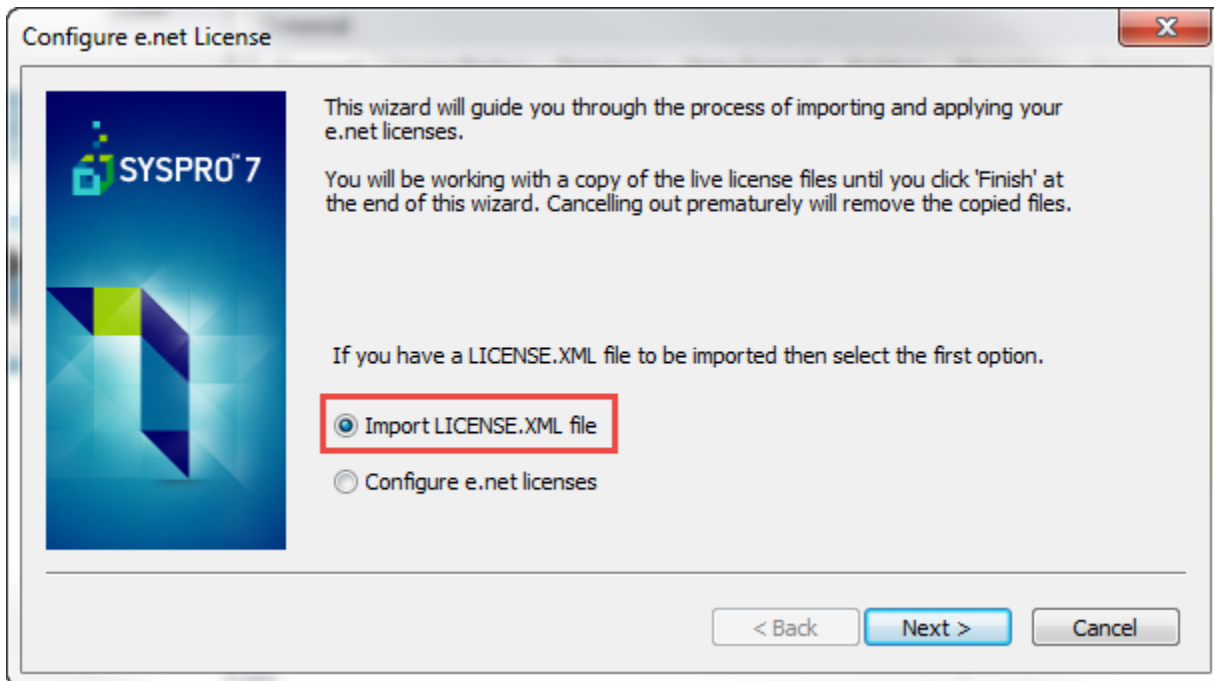 Configure e.net License
SYSPRO™ 7
This wizard will guide you through the process of importing and applying your
e.net licenses.
You will be working with a copy of the live license files until you click 'Finish' at
the end of this wizard. Cancelling out prematurely will remove the copied files.
If you have a LICENSE.XML file to be imported then select the first option.
Import LICENSE.XML file
Configure e.net licenses
< Back Next > Cancel